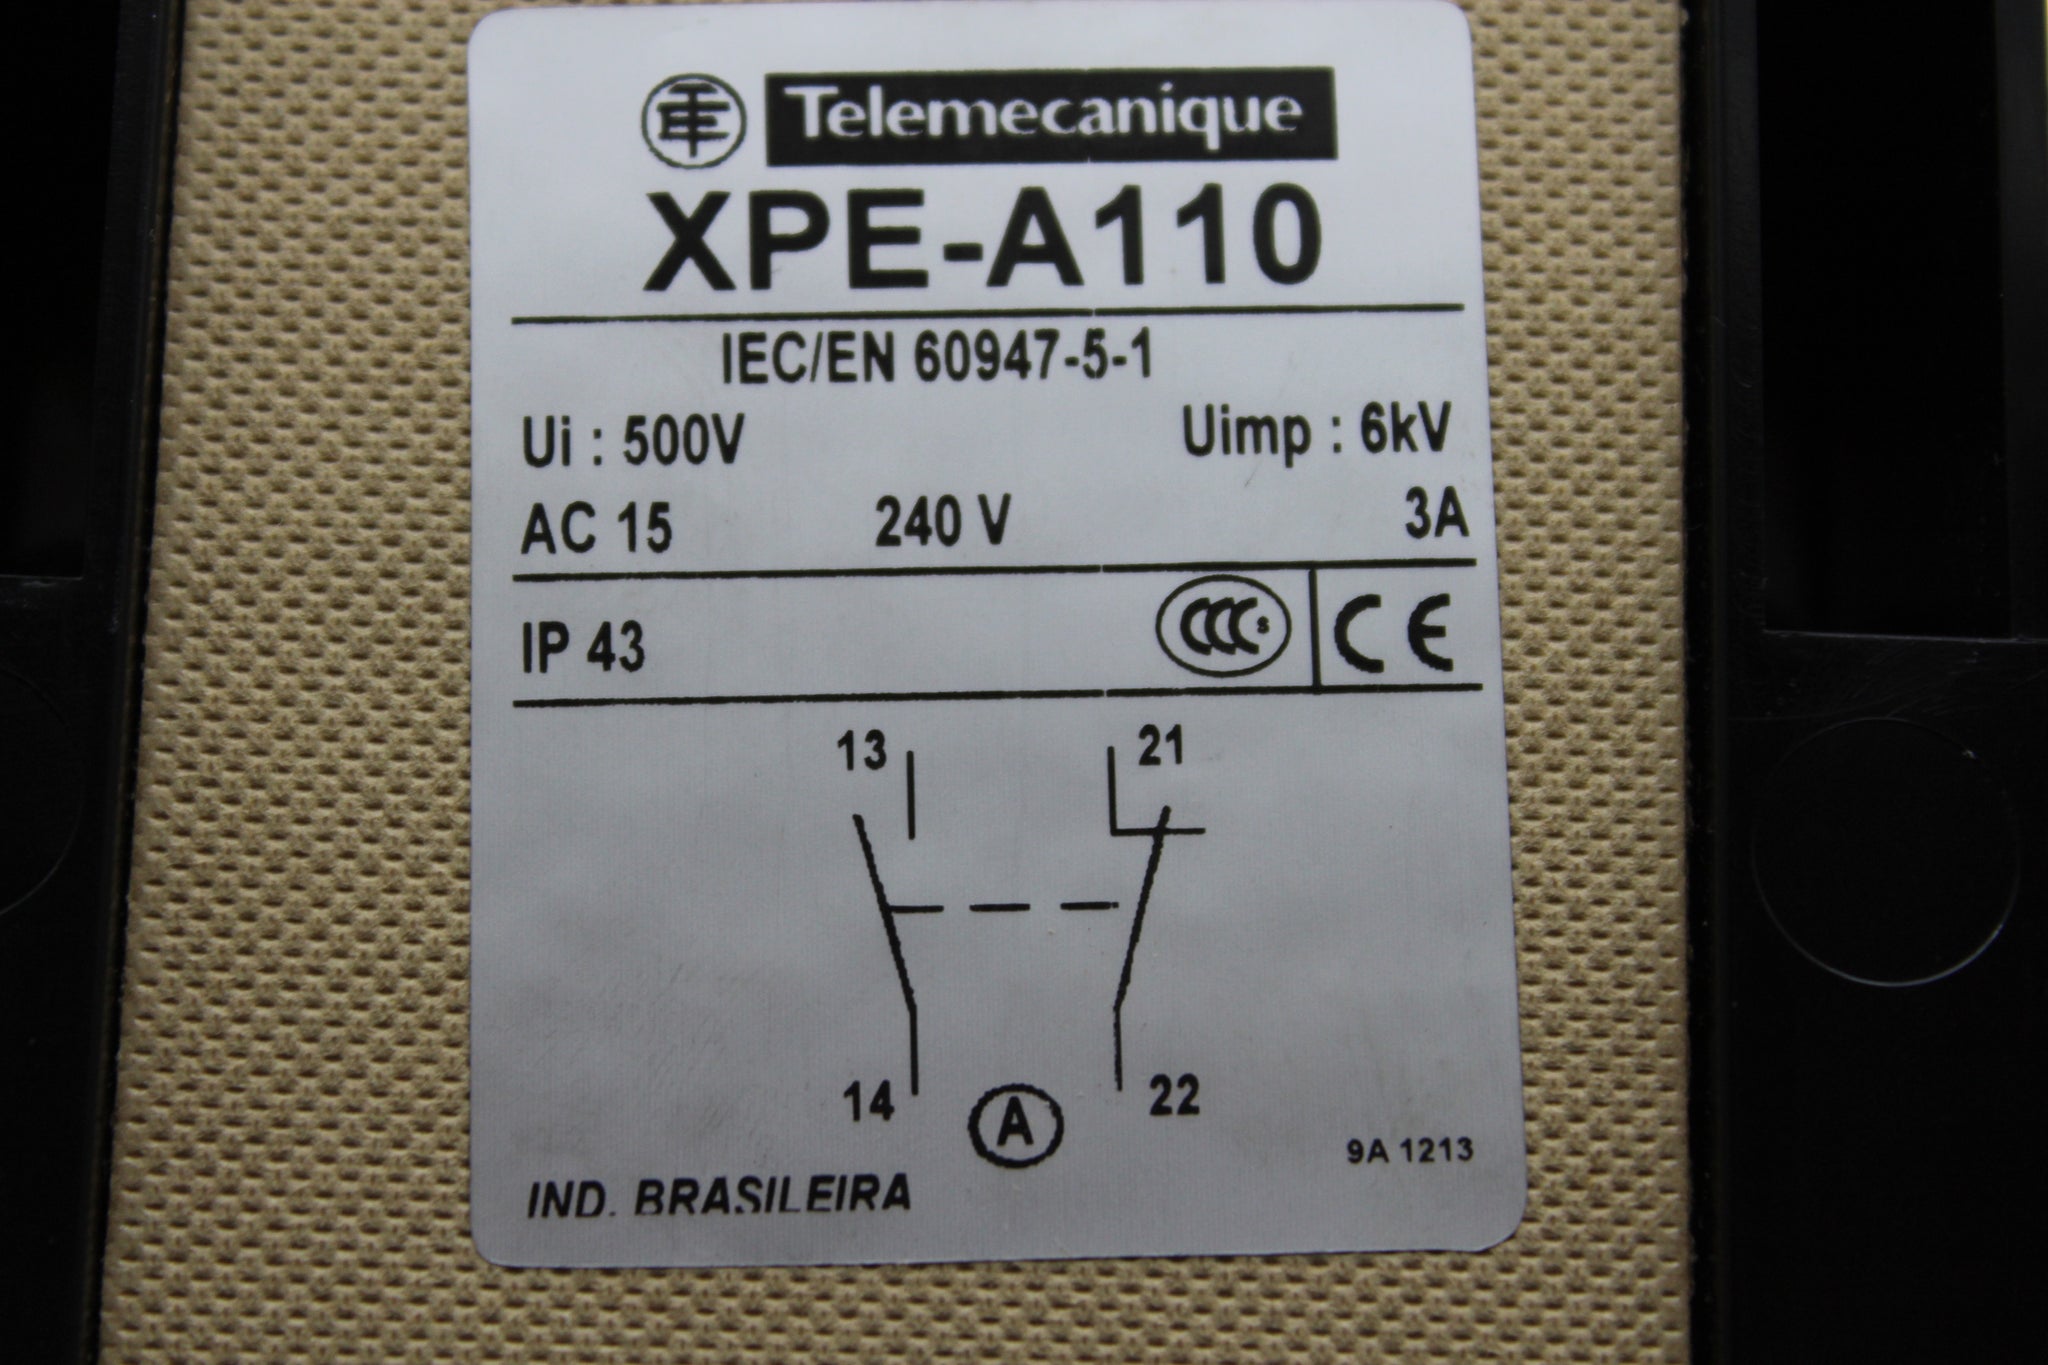 Telemecanique
XPE-A110
IEC/EN 60947-5-1
Ui : 500V Uimp : 6kV
AC 15 240 V 3A
IP 43 CCC S CE
13 21
14 A 22
9A 1213
IND. BRASILEIRA